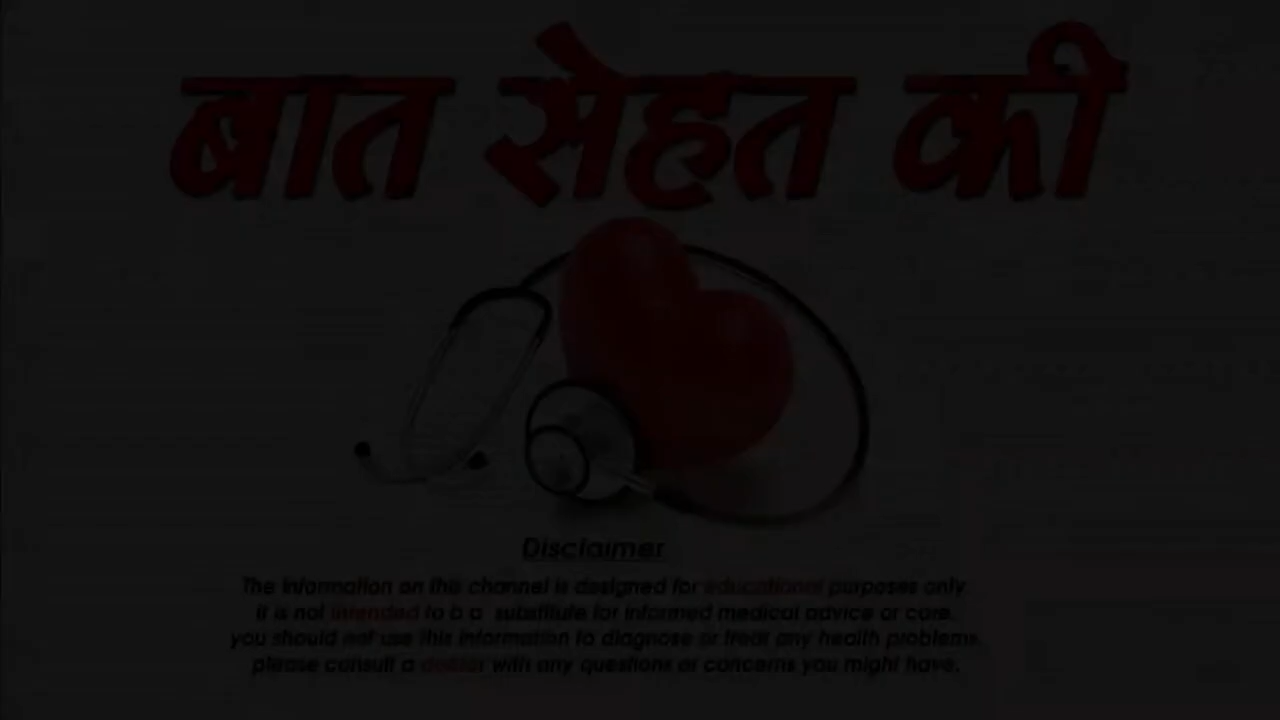 बात सेहत की
Disclaimer
The information on this channel is designed for educational purposes only
it is not intended to b a substitute for informed medical advice or care.
you should not use this information to diagnose or treat any health problems.
please consult a doctor with any questions or concerns you might have.